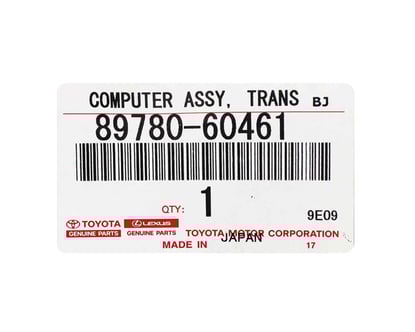 COMPUTER ASSY, TRANS BJ
89780-60461
QTY: 1
9E09
TOYOTA LEXUS TOYOTA MOTOR CORPORATION
GENUINE PARTS GENUINE PARTS MADE IN JAPAN 17